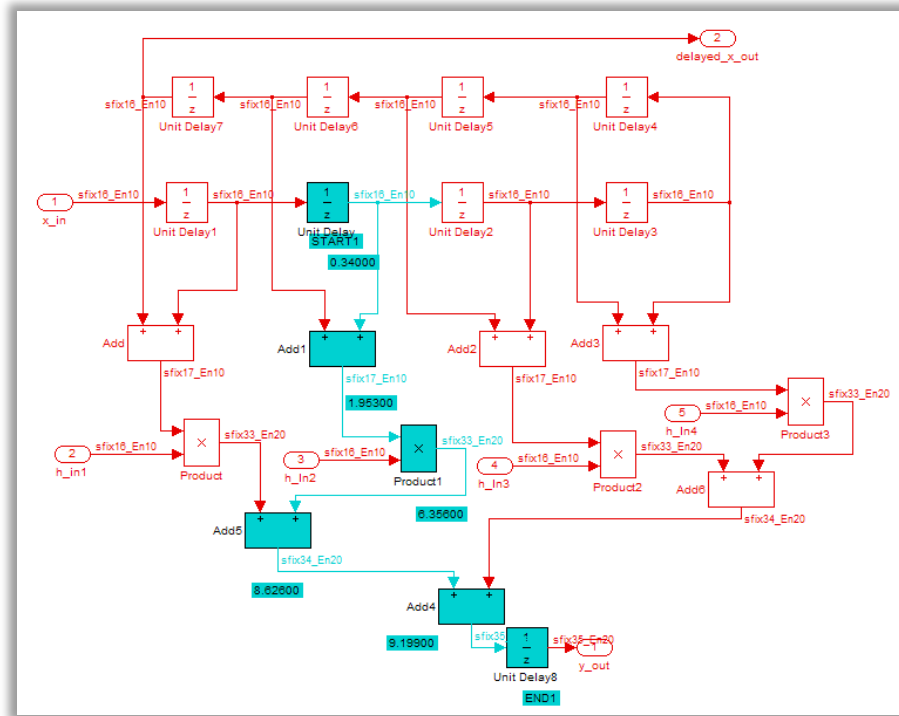 2
delayed_x_out
1
z
1
z
1
z
1
z
sfix16_En10
sfix16_En10
sfix16_En10
sfix16_En10
Unit Delay7
Unit Delay6
Unit Delay5
Unit Delay4
1
x_in
sfix16_En10
1
z
sfix16_En10
1
z
sfix16_En10
1
z
sfix16_En10
1
z
sfix16_En10
Unit Delay1
Unit Delay
Unit Delay2
Unit Delay3
START1
0.34000
+ +
Add
+ +
Add1
+ +
Add2
+ +
Add3
sfix17_En10
sfix17_En10
sfix17_En10
sfix17_En10
1.95300
5
h_In4
sfix16_En10
×
sfix33_En20
Product3
2
h_in1
sfix16_En10
×
sfix33_En20
Product
3
h_In2
sfix16_En10
×
sfix33_En20
Product1
4
h_In3
sfix16_En10
×
sfix33_En20
Product2
+ +
Add6
sfix34_En20
6.35600
+ +
Add5
sfix34_En20
8.62600
+ +
Add4
9.19900
sfix35
1
z
sfix35_En20
1
y_out
Unit Delay8
END1